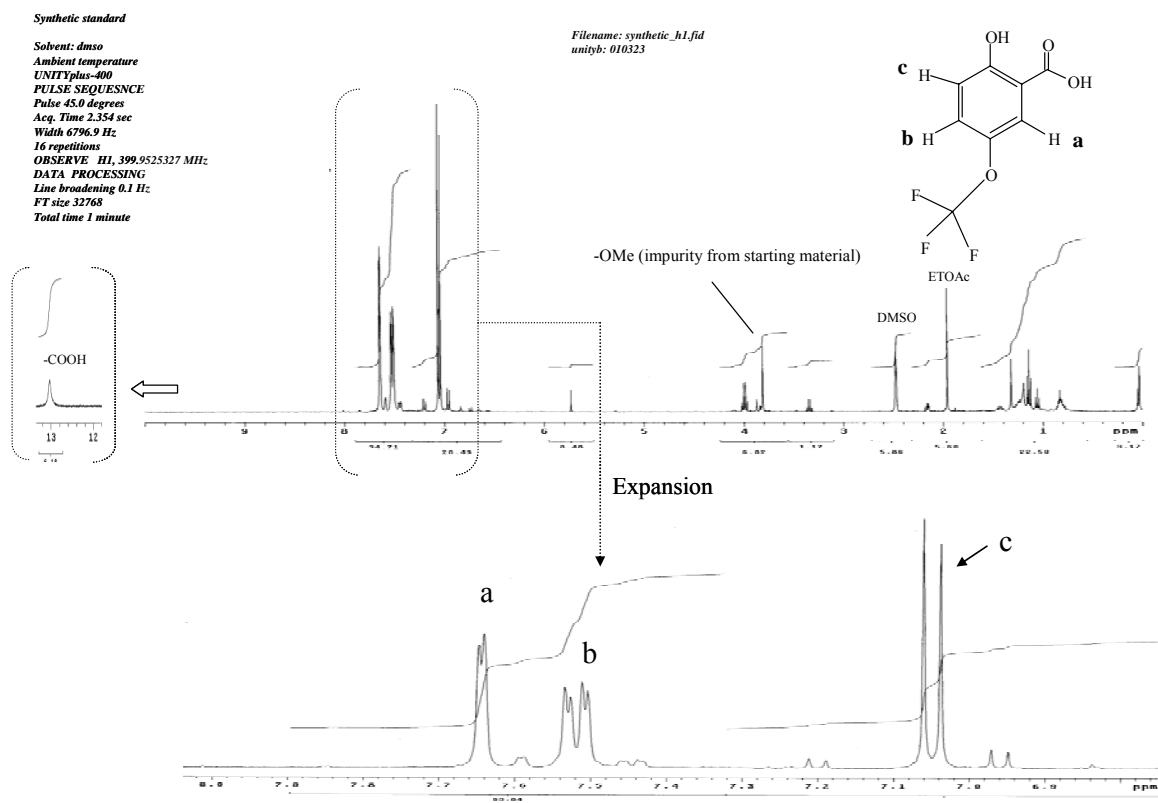 Synthetic standard
Solvent: dmso
Ambient temperature
UNITYplus-400
PULSE SEQUESNCE
Pulse 45.0 degrees
Acq. Time 2.354 sec
Width 6796.9 Hz
16 repetitions
OBSERVE H1, 399.9525327 MHz
DATA PROCESSING
Line broadening 0.1 Hz
FT size 32768
Total time 1 minute
Filename: synthetic_h1.fid
unityb: 010323
OH
O
OH
c H
b H
H a
O
F
F
F
-OMe (impurity from starting material)
ETOAc
DMSO
-COOH
13 12
9 8 7 6 5 4 3 2 1 ppm
Expansion
a
b
c
7.6 7.5 7.4 7.3 7.2 7.1 7.0 6.9 ppm